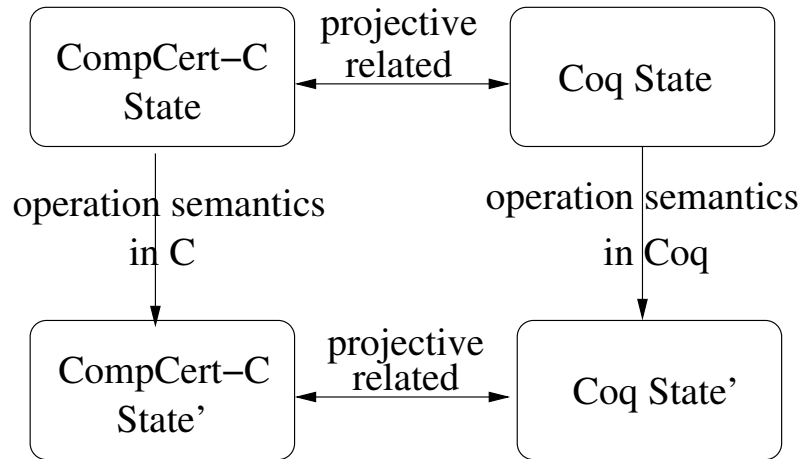 CompCert−C
State
projective
related
Coq State
operation semantics
in C
operation semantics
in Coq
CompCert−C
State’
projective
related
Coq State’